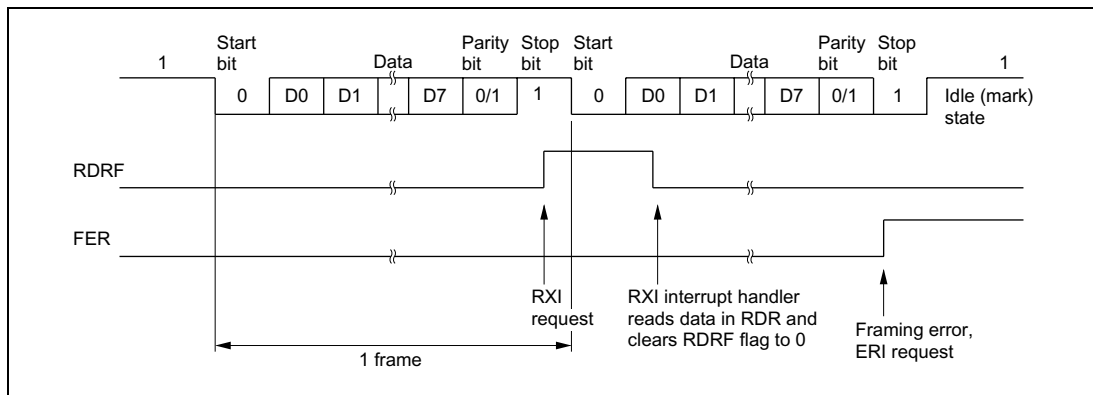 1
Start
bit
Data
Parity
bit
Stop
bit
Start
bit
Data
Parity
bit
Stop
bit
1
0
D0
D1
D7
0/1
1
0
D0
D1
D7
0/1
1
Idle (mark)
state
RDRF
FER
RXI
request
RXI interrupt handler
reads data in RDR and
clears RDRF flag to 0
Framing error,
ERI request
1 frame